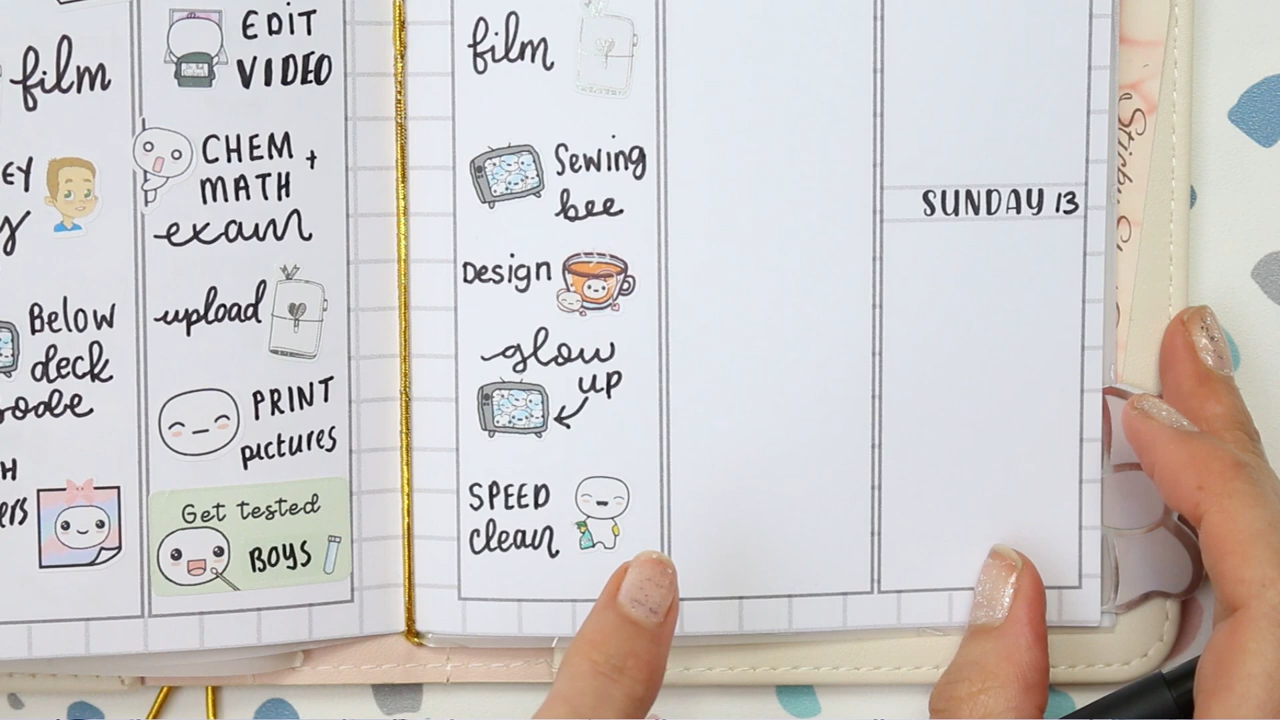 film
EY
Below
deck
EDIT
VIDEO
CHEM +
MATH
exam
upload
PRINT
pictures
Get tested
BOYS
film
Sewing
bee
Design
glow
up
SPEED
clean
SUNDAY 13